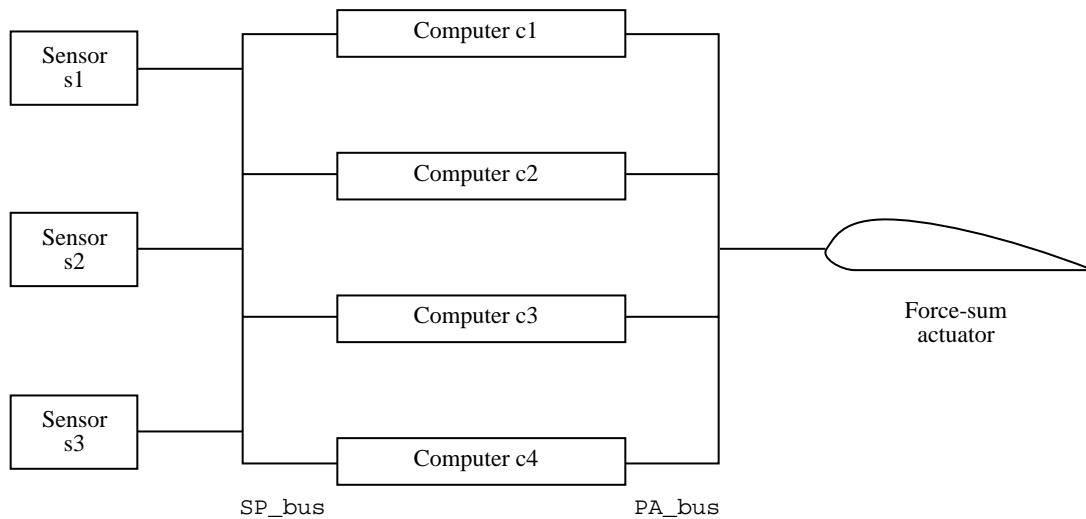 Computer c1
Sensor
s1
Computer c2
Sensor
s2
Computer c3
Force-sum
actuator
Sensor
s3
Computer c4
SP_bus
PA_bus